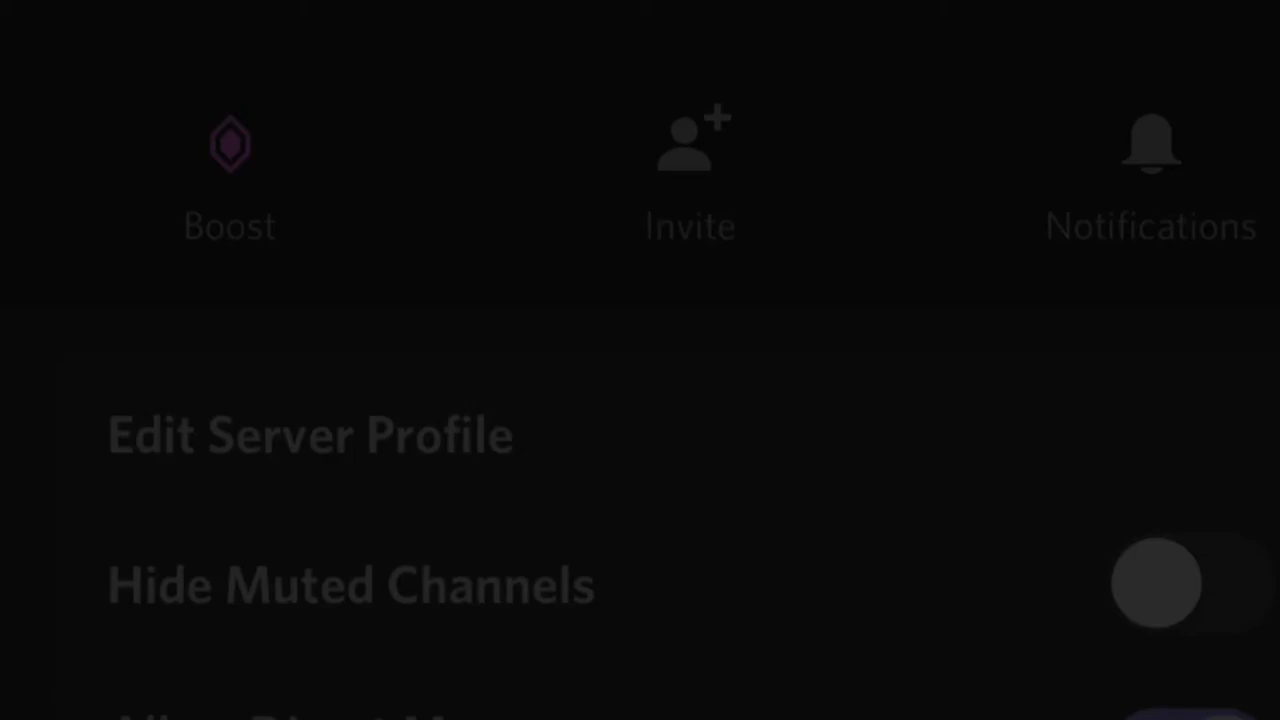 Boost Invite Notifications
Edit Server Profile
Hide Muted Channels